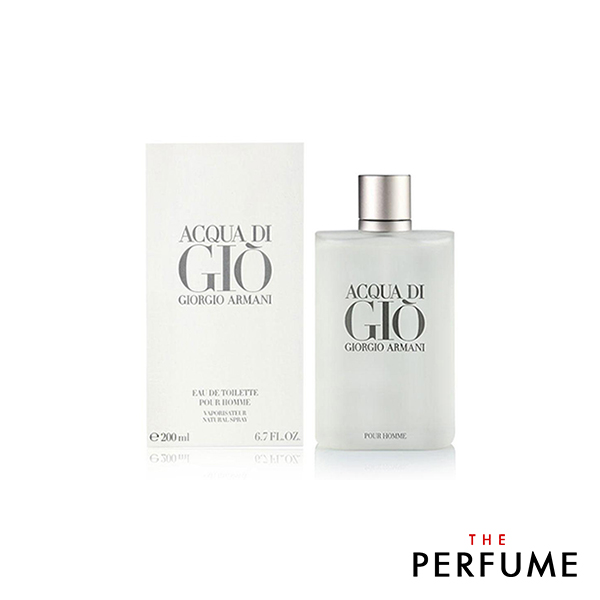 ACQUA DI
GIÒ
GIORGIO ARMANI
EAU DE TOILETTE
POUR HOMME
VAPORISATEUR
NATURAL SPRAY
℮ 200 ml 6.7 FL.OZ.
ACQUA DI
GIÒ
GIORGIO ARMANI
POUR HOMME
THE
PERFUME